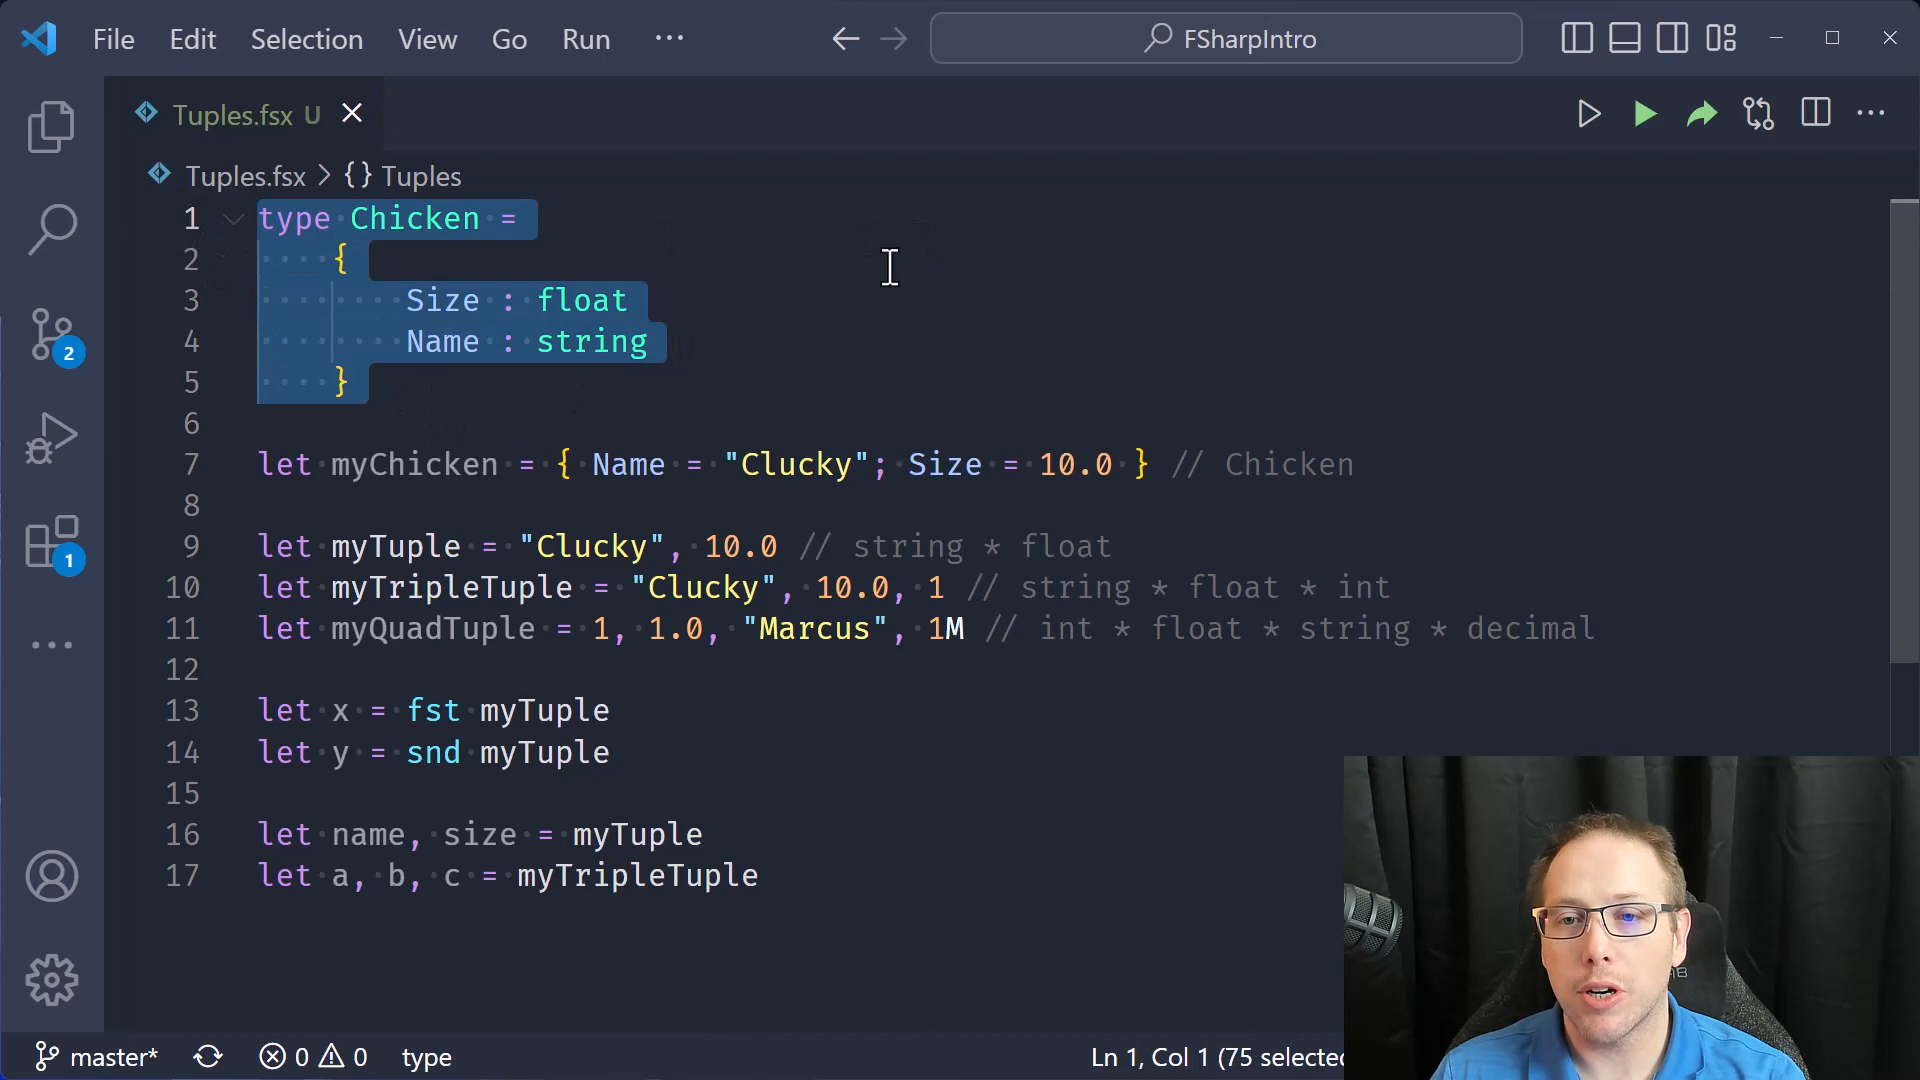 File Edit Selection View Go Run ··· FSharpIntro
Tuples.fsx U
Tuples.fsx > {} Tuples
1 type Chicken =
2 {
3 Size : float
4 Name : string
5 }
6
7 let myChicken = { Name = "Clucky"; Size = 10.0 } // Chicken
8
9 let myTuple = "Clucky", 10.0 // string * float
10 let myTripleTuple = "Clucky", 10.0, 1 // string * float * int
11 let myQuadTuple = 1, 1.0, "Marcus", 1M // int * float * string * decimal
12
13 let x = fst myTuple
14 let y = snd myTuple
15
16 let name, size = myTuple
17 let a, b, c = myTripleTuple
2
1
master* 0 0 type Ln 1, Col 1 (75 selected